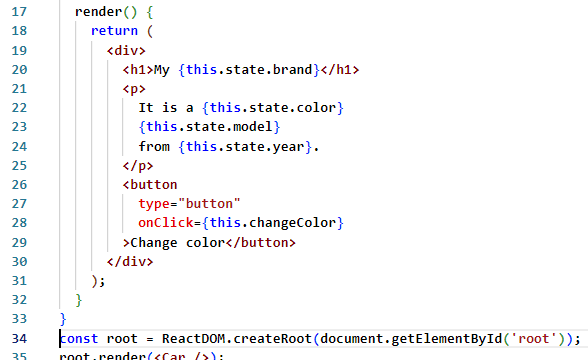 17 render() {
18 return (
19 <div>
20 <h1>My {this.state.brand}</h1>
21 <p>
22 It is a {this.state.color}
23 {this.state.model}
24 from {this.state.year}.
25 </p>
26 <button
27 type="button"
28 onClick={this.changeColor}
29 >Change color</button>
30 </div>
31 );
32 }
33 }
34 const root = ReactDOM.createRoot(document.getElementById('root'));
35 root.render(<Car />);